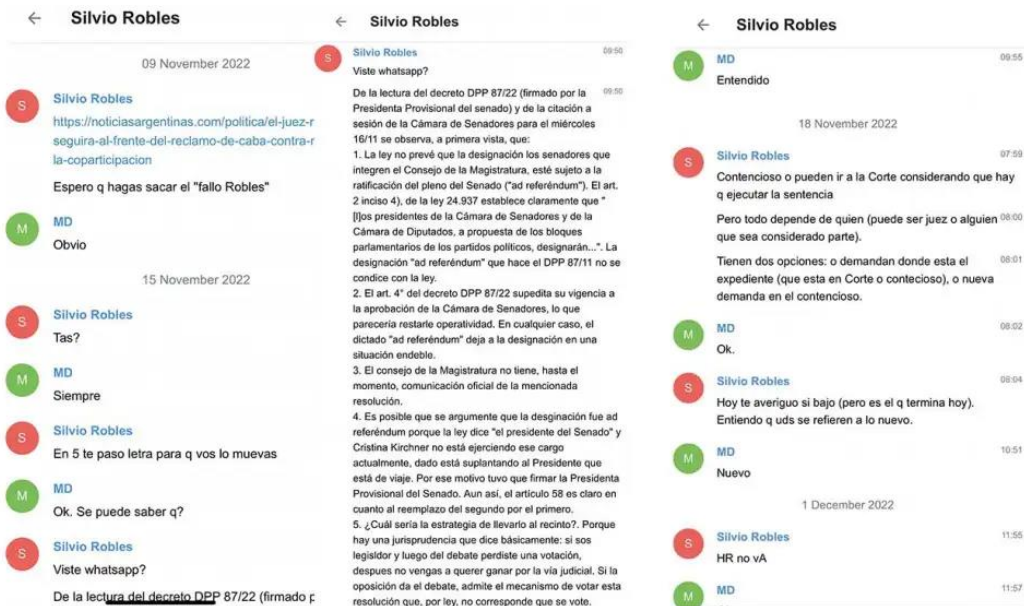 ← Silvio Robles
09 November 2022
S
Silvio Robles
https://noticiasargentinas.com/politica/el-juez-r
seguira-al-frente-del-reclamo-de-caba-contra-r
la-coparticipacion
Espero q hagas sacar el "fallo Robles"
M
MD
Obvio
15 November 2022
S
Silvio Robles
Tas?
M
MD
Siempre
S
Silvio Robles
En 5 te paso letra para q vos lo muevas
M
MD
Ok. Se puede saber q?
S
Silvio Robles
Viste whatsapp?
De la lectura del decreto DPP 87/22 (firmado p
← Silvio Robles
S
Silvio Robles 09:50
Viste whatsapp?
De la lectura del decreto DPP 87/22 (firmado por la 09:50
Presidenta Provisional del senado) y de la citación a
sesión de la Cámara de Senadores para el miércoles
16/11 se observa, a primera vista, que:
1. La ley no prevé que la designación los senadores que
integren el Consejo de la Magistratura, esté sujeto a la
ratificación del pleno del Senado ("ad referéndum"). El art.
2 inciso 4), de la ley 24.937 establece claramente que "
[l]os presidentes de la Cámara de Senadores y de la
Cámara de Diputados, a propuesta de los bloques
parlamentarios de los partidos políticos, designarán...". La
designación "ad referéndum" que hace el DPP 87/11 no se
condice con la ley.
2. El art. 4° del decreto DPP 87/22 supedita su vigencia a
la aprobación de la Cámara de Senadores, lo que
parecería restarle operatividad. En cualquier caso, el
dictado "ad referéndum" deja a la designación en una
situación endeble.
3. El consejo de la Magistratura no tiene, hasta el
momento, comunicación oficial de la mencionada
resolución.
4. Es posible que se argumente que la desginación fue ad
referéndum porque la ley dice "el presidente del Senado" y
Cristina Kirchner no está ejerciendo ese cargo
actualmente, dado está suplantando al Presidente que
está de viaje. Por ese motivo tuvo que firmar la Presidenta
Provisional del Senado. Aun así, el artículo 58 es claro en
cuanto al reemplazo del segundo por el primero.
5. ¿Cuál sería la estrategia de llevarlo al recinto?. Porque
hay una jurisprudencia que dice básicamente: si sos
legisldor y luego del debate perdiste una votación,
despues no vengas a querer ganar por la vía judicial. Si la
oposición da el debate, admite el mecanismo de votar esta
resolución que, por ley, no corresponde que se vote.
← Silvio Robles
M
MD 09:55
Entendido
18 November 2022
S
Silvio Robles 07:59
Contencioso o pueden ir a la Corte considerando que hay
q ejecutar la sentencia
Pero todo depende de quien (puede ser juez o alguien 08:00
que sea considerado parte).
Tienen dos opciones: o demandan donde esta el 08:01
expediente (que esta en Corte o contecioso), o nueva
demanda en el contencioso.
M
MD 08:02
Ok.
S
Silvio Robles 08:04
Hoy te averiguo si bajo (pero es el q termina hoy).
Entiendo q uds se refieren a lo nuevo.
M
MD 10:51
Nuevo
1 December 2022
S
Silvio Robles 11:55
HR no vA
M
MD 11:57